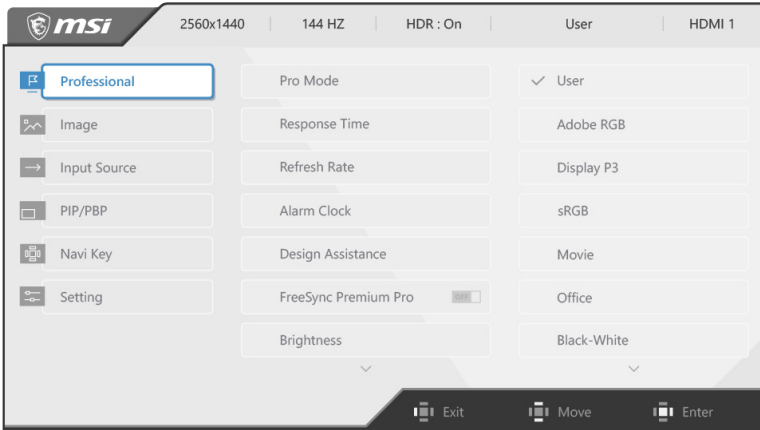 msi 2560x1440 144 HZ HDR : On User HDMI 1
Professional Pro Mode User
Image Response Time Adobe RGB
Input Source Refresh Rate Display P3
PIP/PBP Alarm Clock sRGB
Navi Key Design Assistance Movie
Setting FreeSync Premium Pro OFF Office
Brightness Black-White
Exit Move Enter